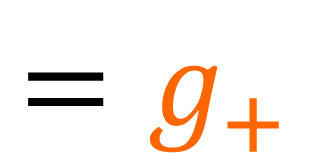 = g₊